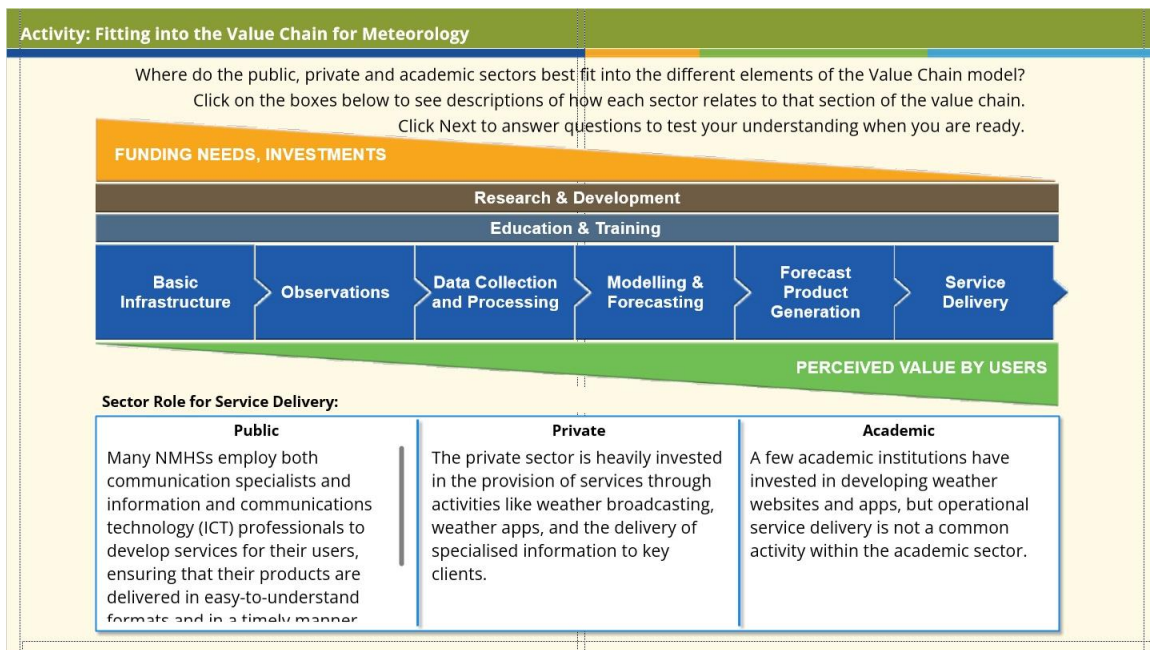 Activity: Fitting into the Value Chain for Meteorology
Where do the public, private and academic sectors best fit into the different elements of the Value Chain model?
Click on the boxes below to see descriptions of how each sector relates to that section of the value chain.
Click Next to answer questions to test your understanding when you are ready.
FUNDING NEEDS, INVESTMENTS
Research & Development
Education & Training
Basic
Infrastructure
Observations
Data Collection
and Processing
Modelling &
Forecasting
Forecast
Product
Generation
Service
Delivery
PERCEIVED VALUE BY USERS
Sector Role for Service Delivery:
Public
Many NMHSs employ both
communication specialists and
information and communications
technology (ICT) professionals to
develop services for their users,
ensuring that their products are
delivered in easy-to-understand
formats and in a timely manner
Private
The private sector is heavily invested
in the provision of services through
activities like weather broadcasting,
weather apps, and the delivery of
specialised information to key
clients.
Academic
A few academic institutions have
invested in developing weather
websites and apps, but operational
service delivery is not a common
activity within the academic sector.